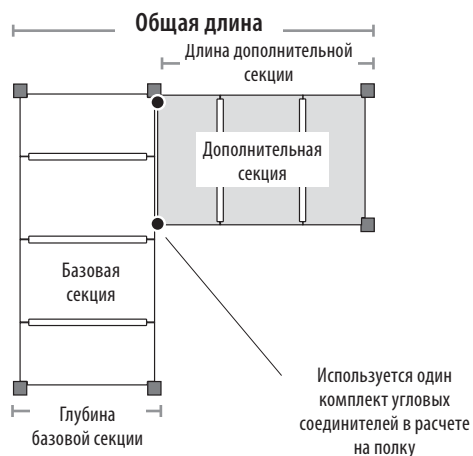 Общая длина
Длина дополнительной
секции
Дополнительная
секция
Базовая
секция
Используется один
комплект угловых
соединителей в расчете
на полку
Глубина
базовой секции